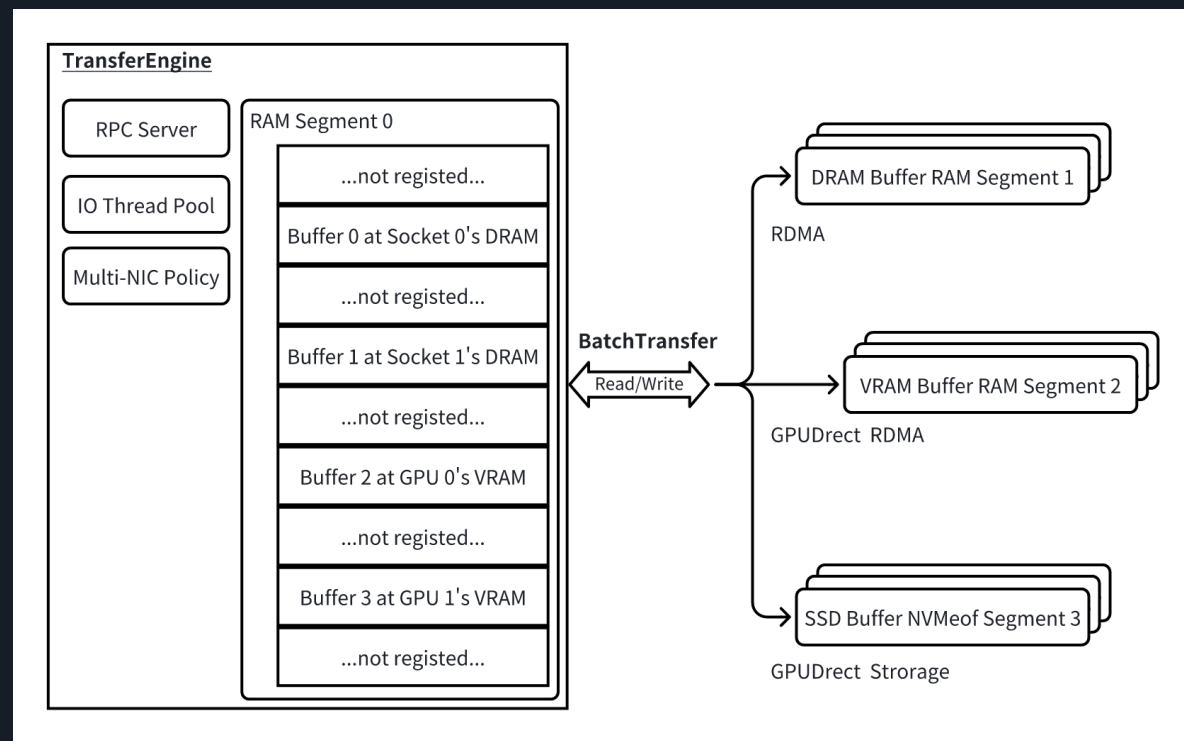 TransferEngine
RPC Server
IO Thread Pool
Multi-NIC Policy
RAM Segment 0
...not registed...
Buffer 0 at Socket 0's DRAM
...not registed...
Buffer 1 at Socket 1's DRAM
...not registed...
Buffer 2 at GPU 0's VRAM
...not registed...
Buffer 3 at GPU 1's VRAM
...not registed...
BatchTransfer
Read/Write
DRAM Buffer RAM Segment 1
RDMA
VRAM Buffer RAM Segment 2
GPUDrect RDMA
SSD Buffer NVMeof Segment 3
GPUDrect Strorage